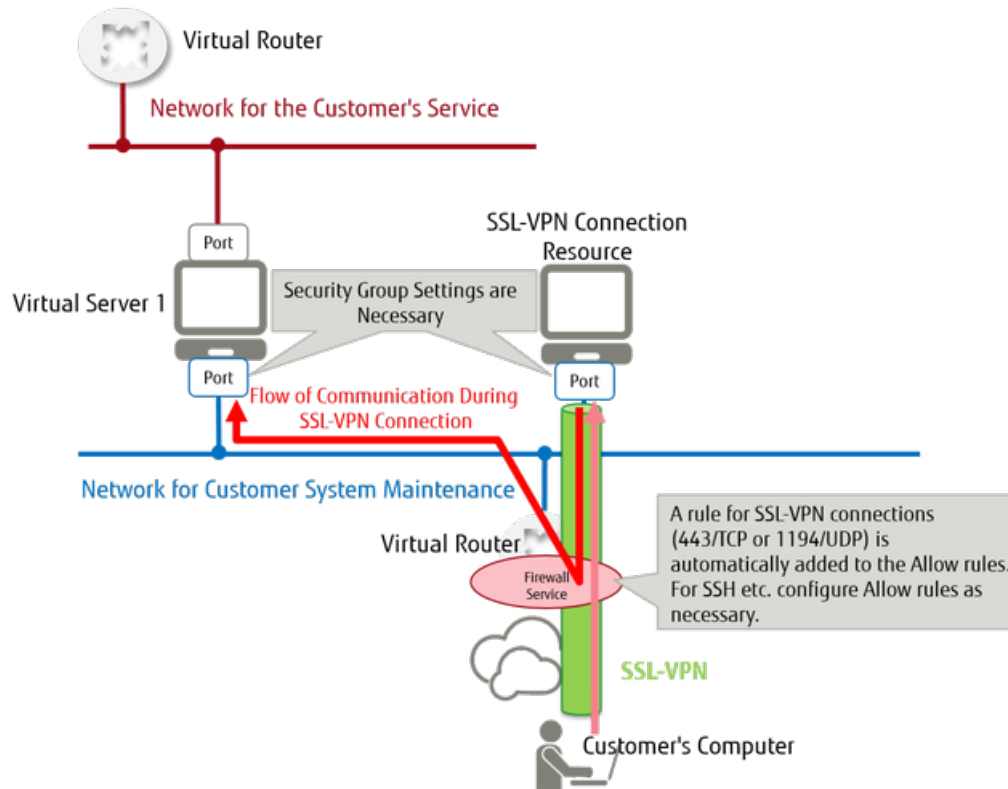 Virtual Router
Network for the Customer's Service
Port
SSL-VPN Connection
Resource
Virtual Server 1
Security Group Settings are
Necessary
Port
Port
Flow of Communication During
SSL-VPN Connection
Network for Customer System Maintenance
Virtual Router
Firewall
Service
A rule for SSL-VPN connections
(443/TCP or 1194/UDP) is
automatically added to the Allow rules.
For SSH etc. configure Allow rules as
necessary.
SSL-VPN
Customer's Computer